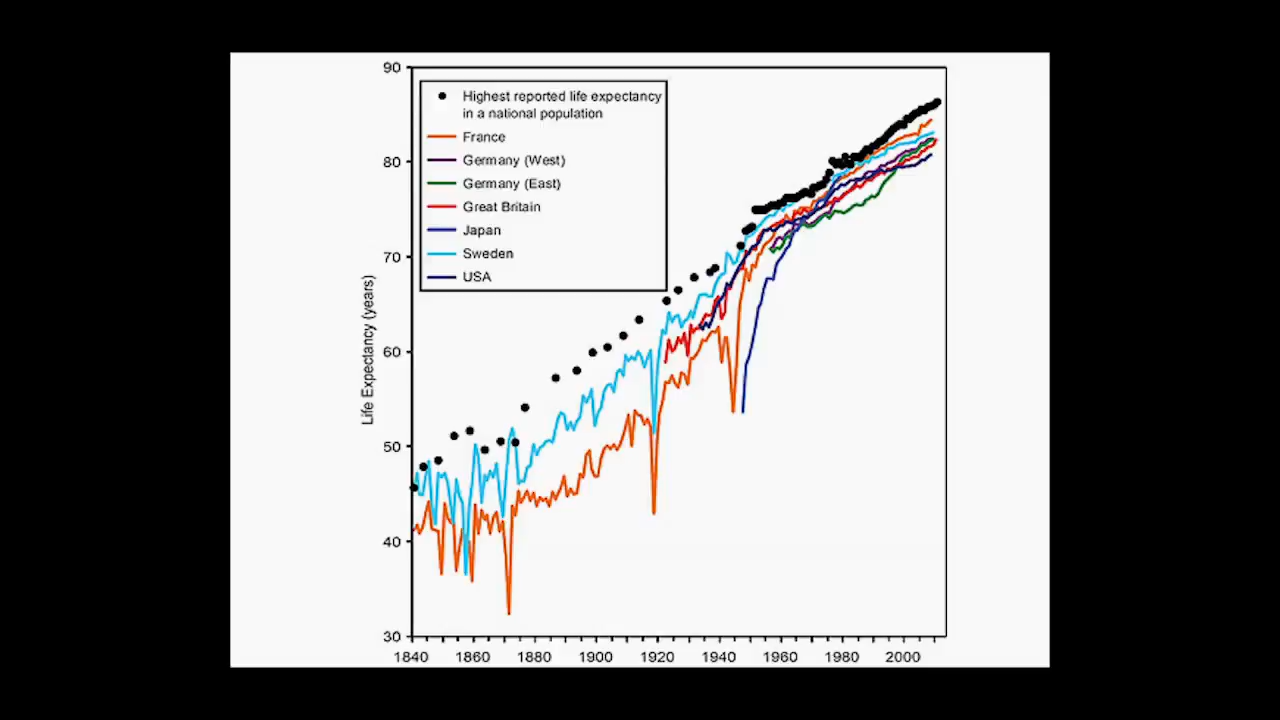 90
80
70
60
50
40
30
Life Expectancy (years)
Highest reported life expectancy
in a national population
France
Germany (West)
Germany (East)
Great Britain
Japan
Sweden
USA
1840 1860 1880 1900 1920 1940 1960 1980 2000